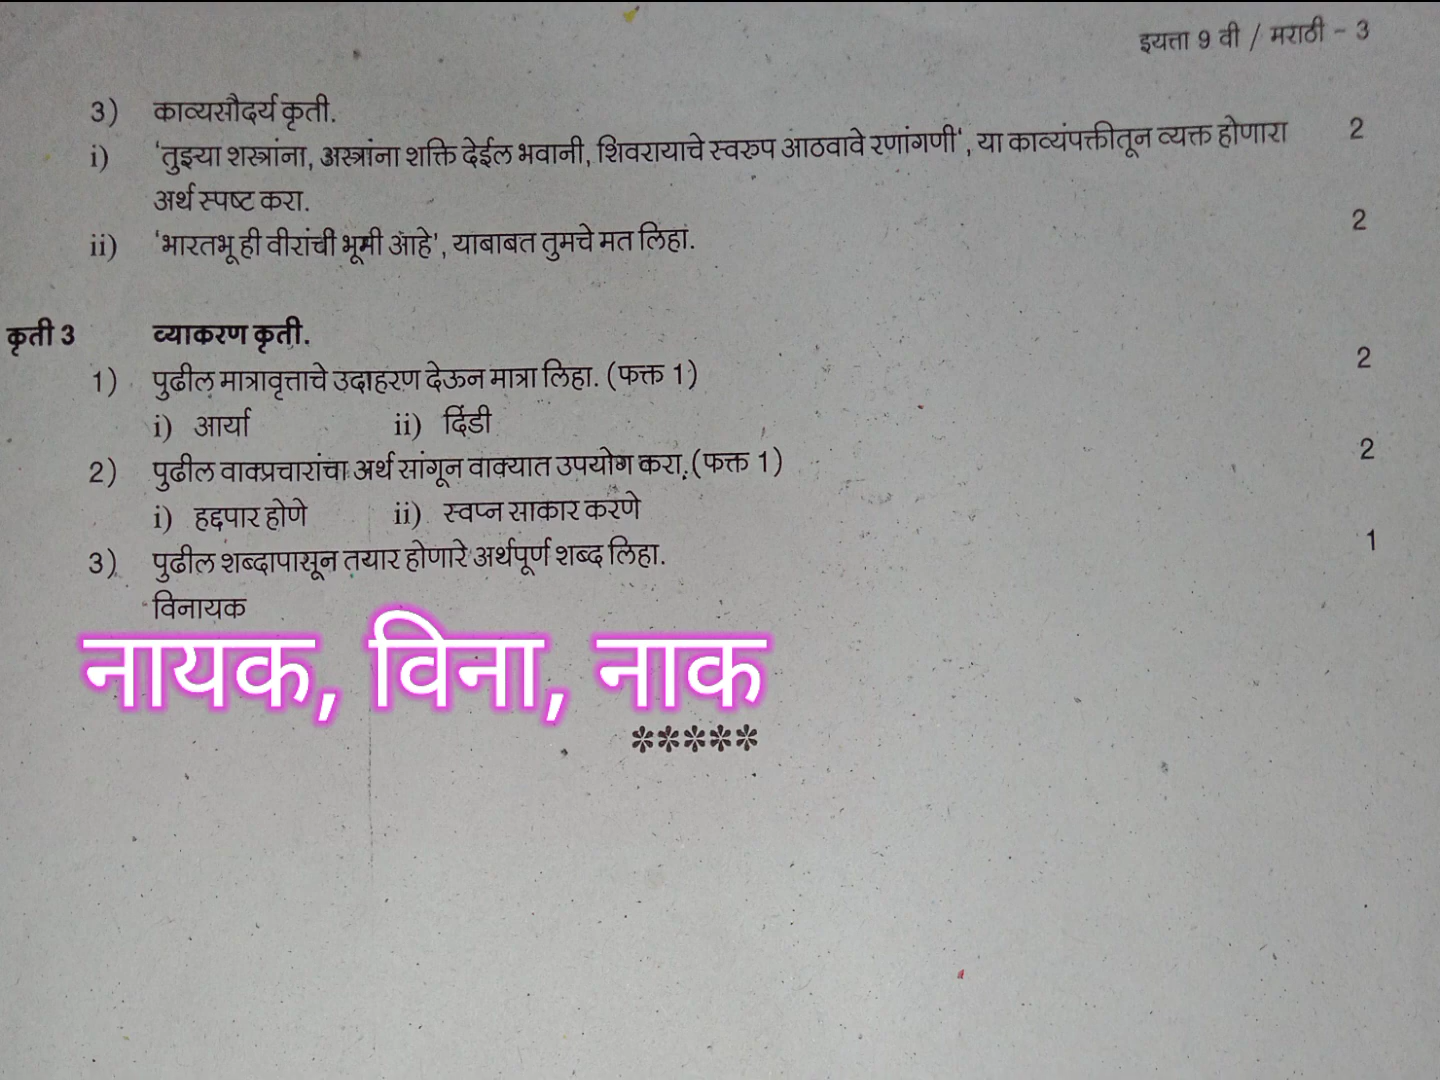 इयत्ता 9 वी / मराठी - 3
3) काव्यसौदर्य कृती.
i) 'तुझ्या शस्त्रांना, अस्त्रांना शक्ति देईल भवानी, शिवरायाचे स्वरुप आठवावे रणांगणी', या काव्यंपक्तीतून व्यक्त होणारा 2
अर्थ स्पष्ट करा.
ii) 'भारतभू ही वीरांची भूमी आहे', याबाबत तुमचे मत लिहा. 2
कृती 3 व्याकरण कृती.
1) पुढील मात्रावृत्ताचे उदाहरण देऊन मात्रा लिहा. (फक्त 1) 2
i) आर्या ii) दिंडी
2) पुढील वाक्प्रचारांचा अर्थ सांगून वाक्यात उपयोग करा. (फक्त 1) 2
i) हद्दपार होणे ii) स्वप्न साकार करणे
3) पुढील शब्दापासून तयार होणारे अर्थपूर्ण शब्द लिहा. 1
विनायक
नायक, विना, नाक
*****